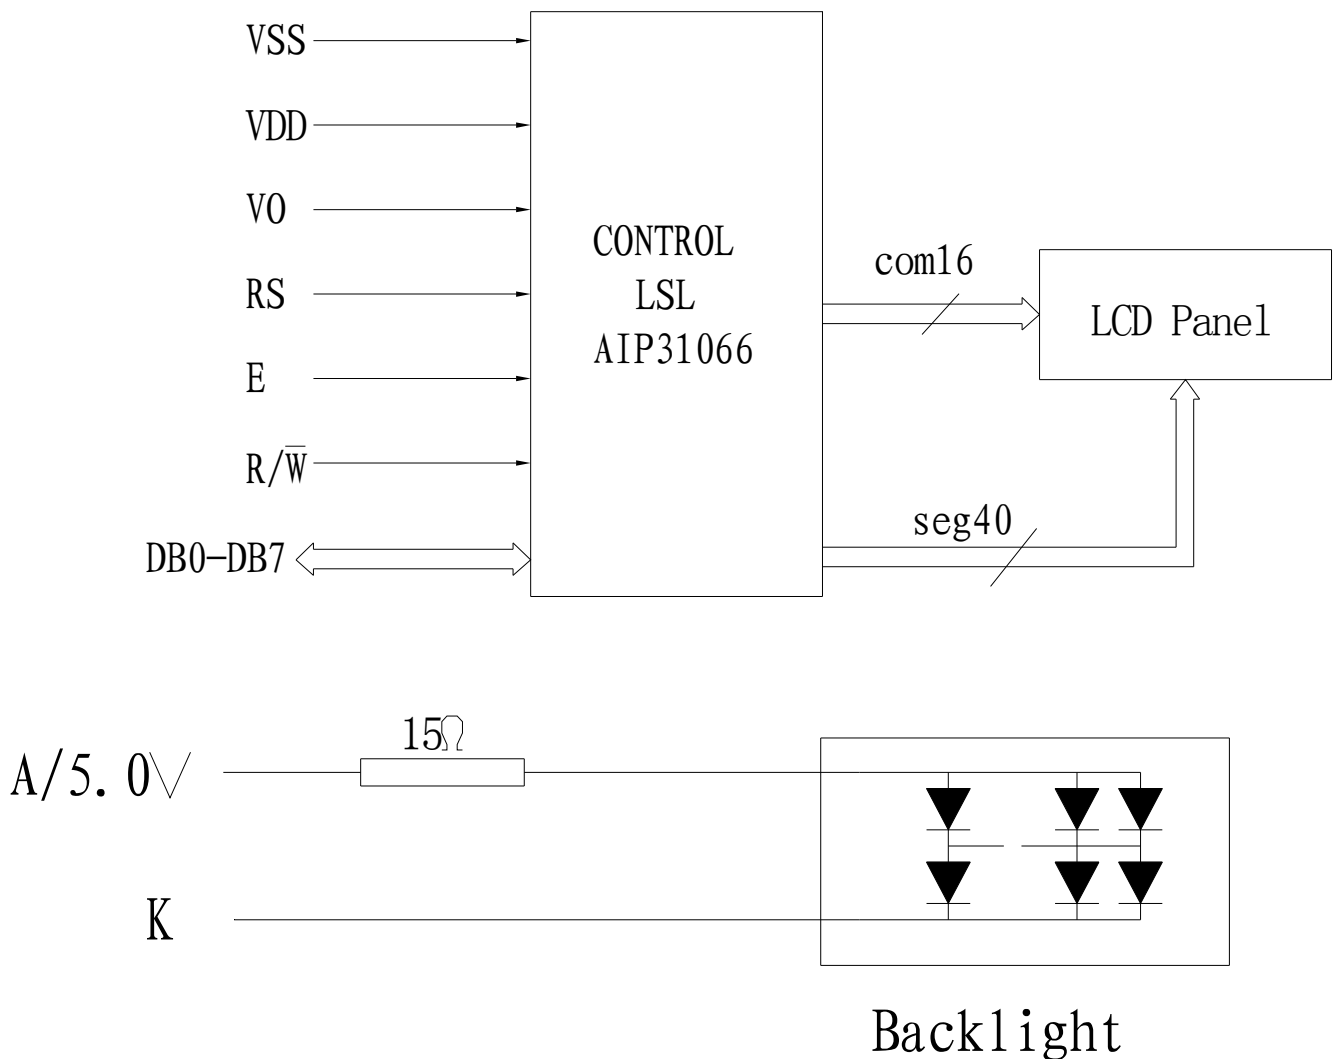 VSS
VDD
VO
RS
E
R/W̅
DB0-DB7
CONTROL
LSL
AIP31066
com16
LCD Panel
seg40
15Ω
A/5.0V
K
Backlight